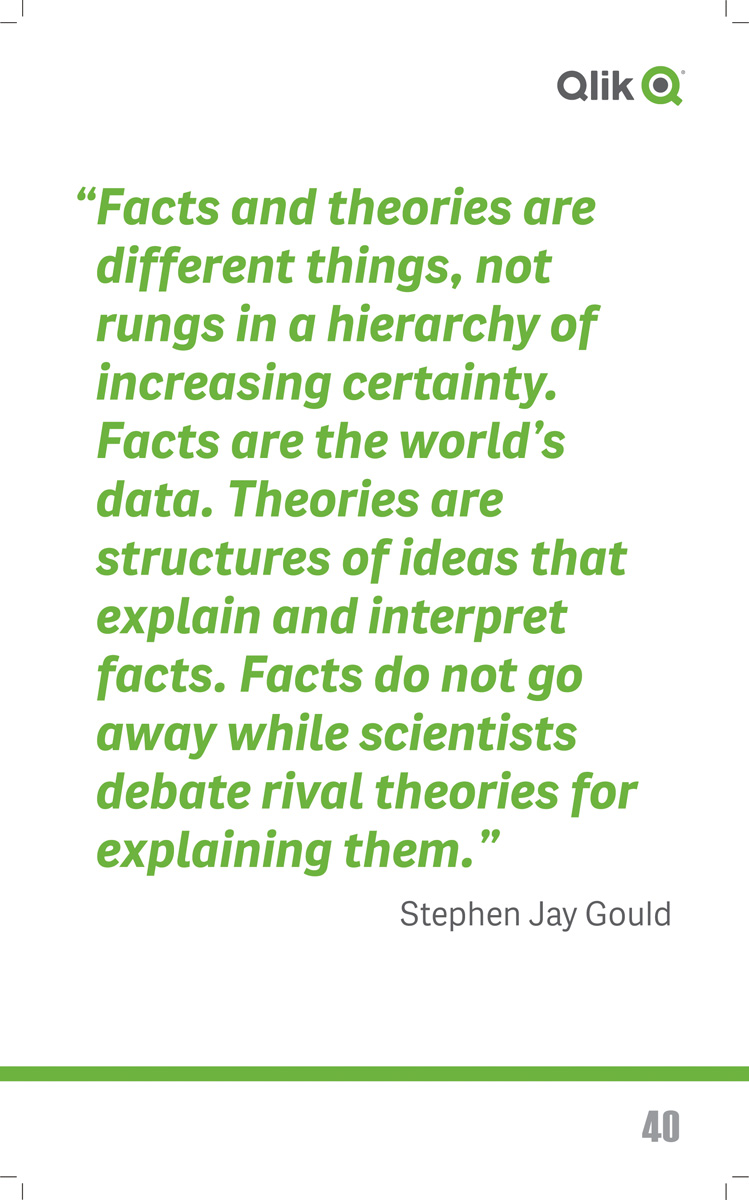 Qlik
“Facts and theories are
different things, not
rungs in a hierarchy of
increasing certainty.
Facts are the world’s
data. Theories are
structures of ideas that
explain and interpret
facts. Facts do not go
away while scientists
debate rival theories for
explaining them.”
Stephen Jay Gould
40